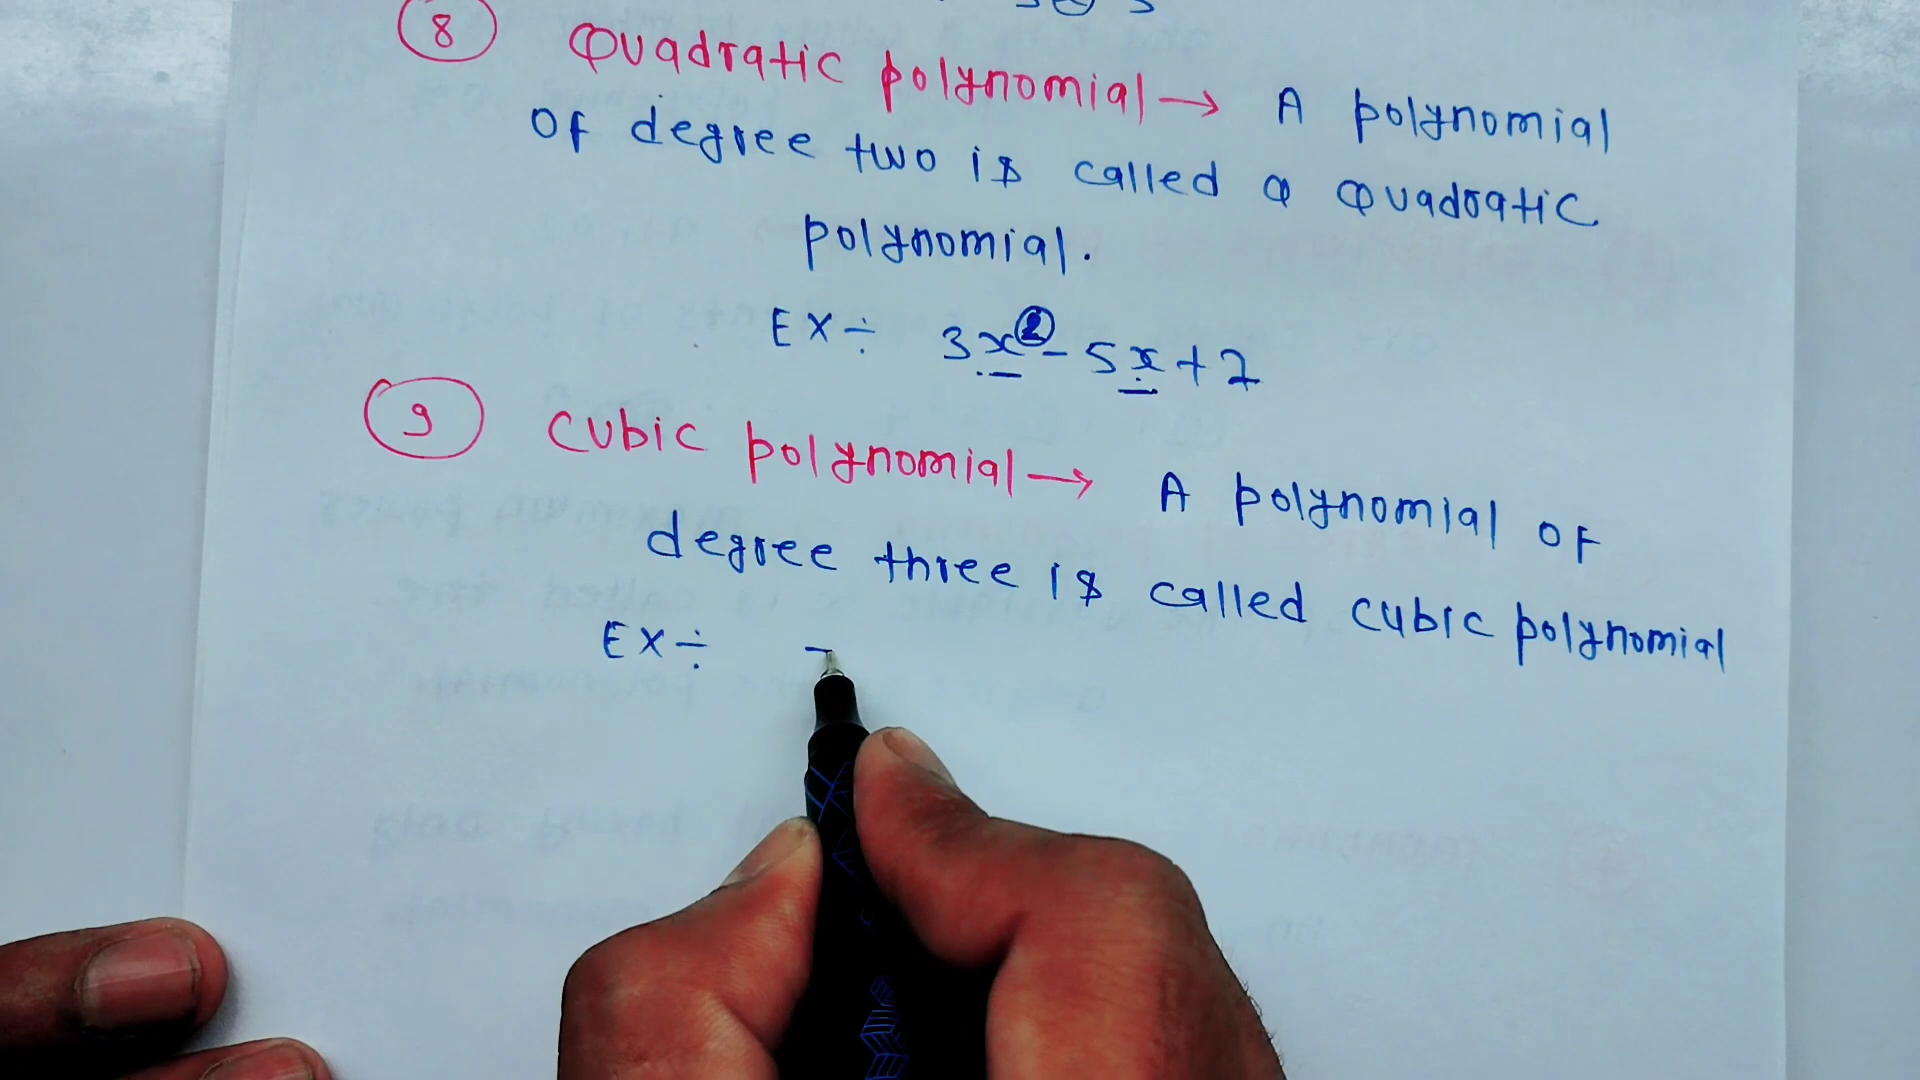 8 Quadratic polynomial → A polynomial
of degree two is called a quadratic
polynomial.
Ex ÷ 3x² - 5x + 7
9 Cubic polynomial → A polynomial of
degree three is called cubic polynomial
Ex ÷